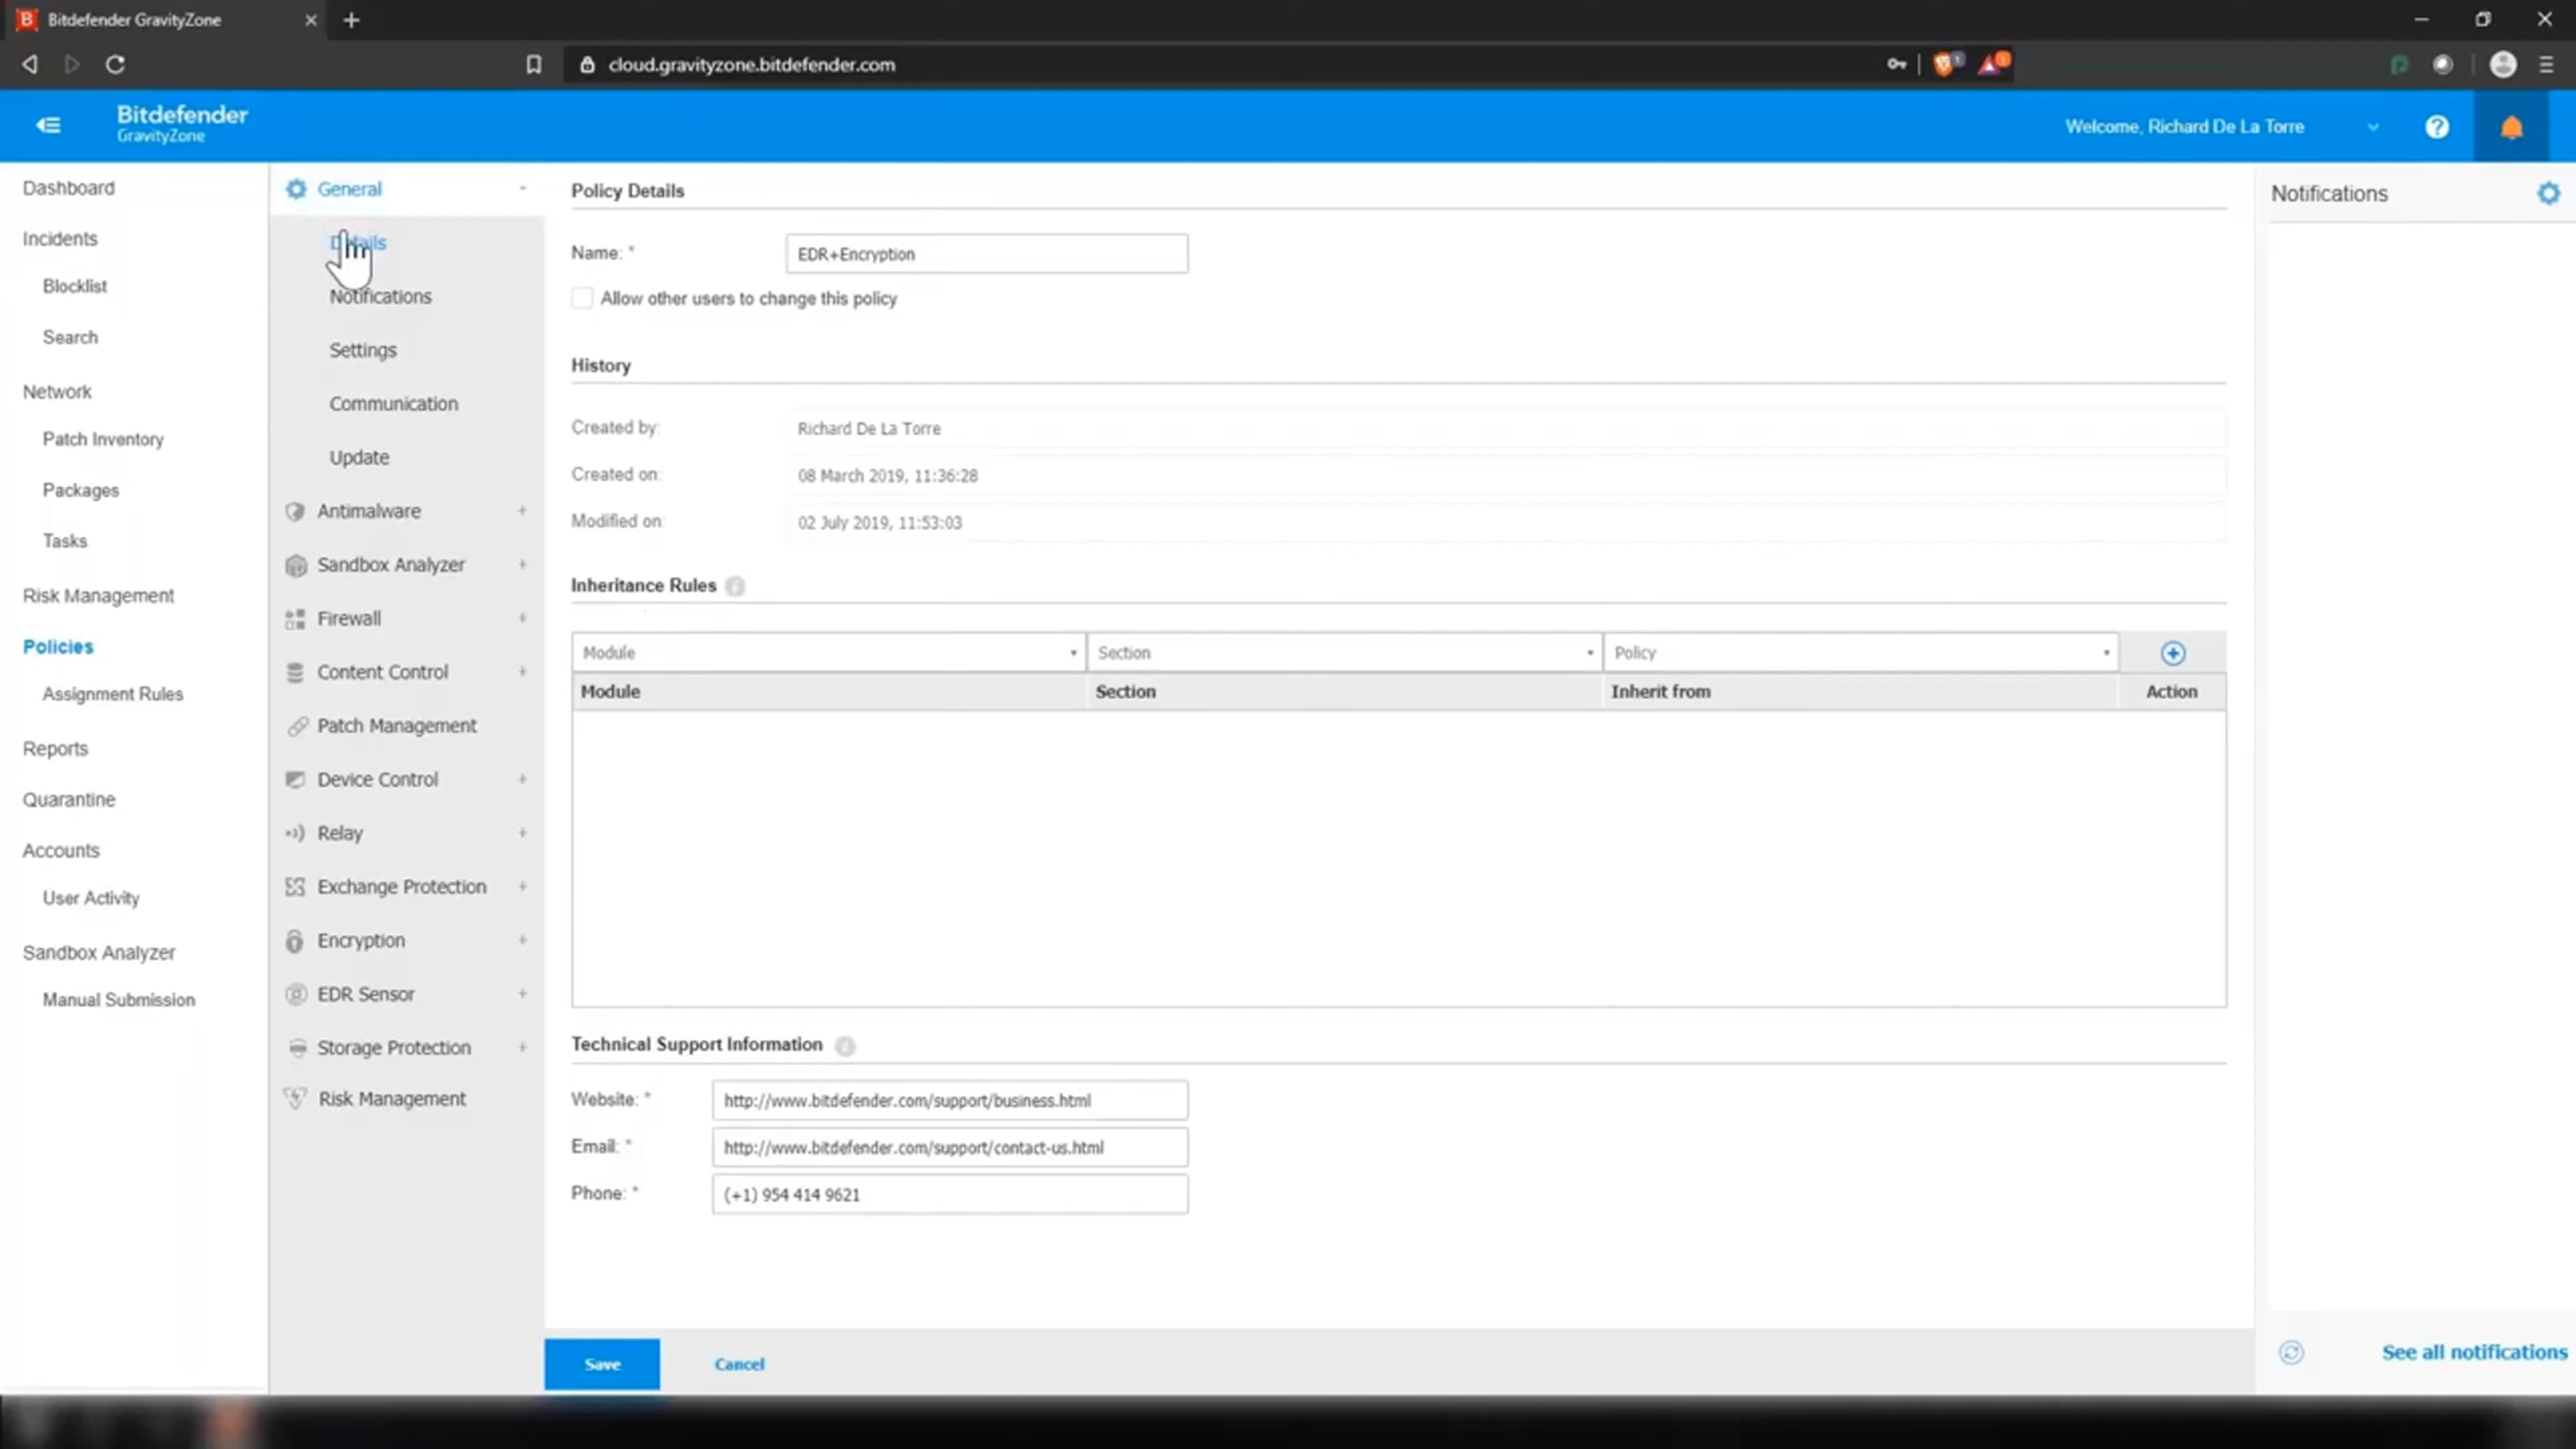 Bitdefender GravityZone
cloud.gravityzone.bitdefender.com
Bitdefender
GravityZone
Welcome, Richard De La Torre
Dashboard
Incidents
Blocklist
Search
Network
Patch Inventory
Packages
Tasks
Risk Management
Policies
Assignment Rules
Reports
Quarantine
Accounts
User Activity
Sandbox Analyzer
Manual Submission
General -
Details
Notifications
Settings
Communication
Update
Antimalware +
Sandbox Analyzer +
Firewall +
Content Control +
Patch Management
Device Control +
Relay +
Exchange Protection +
Encryption +
EDR Sensor +
Storage Protection +
Risk Management
Policy Details
Name: * EDR+Encryption
Allow other users to change this policy
History
Created by: Richard De La Torre
Created on: 08 March 2019, 11:36:28
Modified on: 02 July 2019, 11:53:03
Inheritance Rules
Module Section Policy
Module Section Inherit from Action
Technical Support Information
Website: * http://www.bitdefender.com/support/business.html
Email: * http://www.bitdefender.com/support/contact-us.html
Phone: * (+1) 954 414 9621
Save Cancel
Notifications
See all notifications